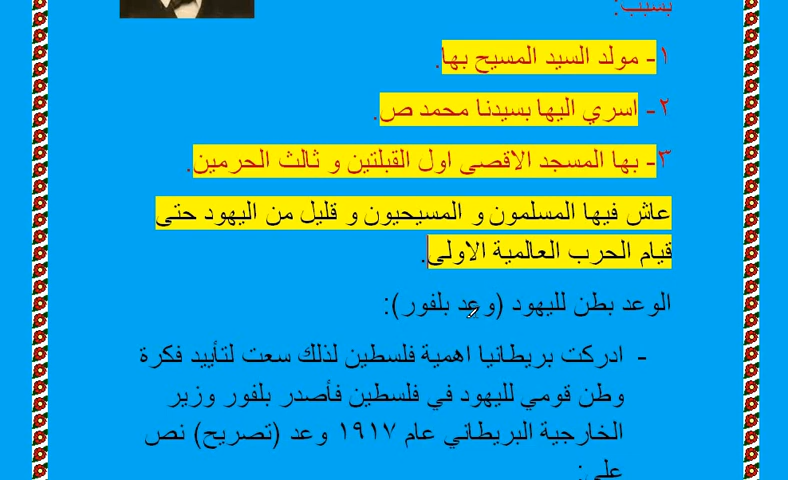 بسبب:
١- مولد السيد المسيح بها.
٢- اسري اليها بسيدنا محمد ص.
٣- بها المسجد الاقصى اول القبلتين و ثالث الحرمين.
عاش فيها المسلمون و المسيحيون و قليل من اليهود حتى
قيام الحرب العالمية الاولى.
الوعد بطن لليهود (وعد بلفور):
- ادركت بريطانيا اهمية فلسطين لذلك سعت لتأييد فكرة
وطن قومي لليهود في فلسطين فأصدر بلفور وزير
الخارجية البريطاني عام ١٩١٧ وعد (تصريح) نص
على: